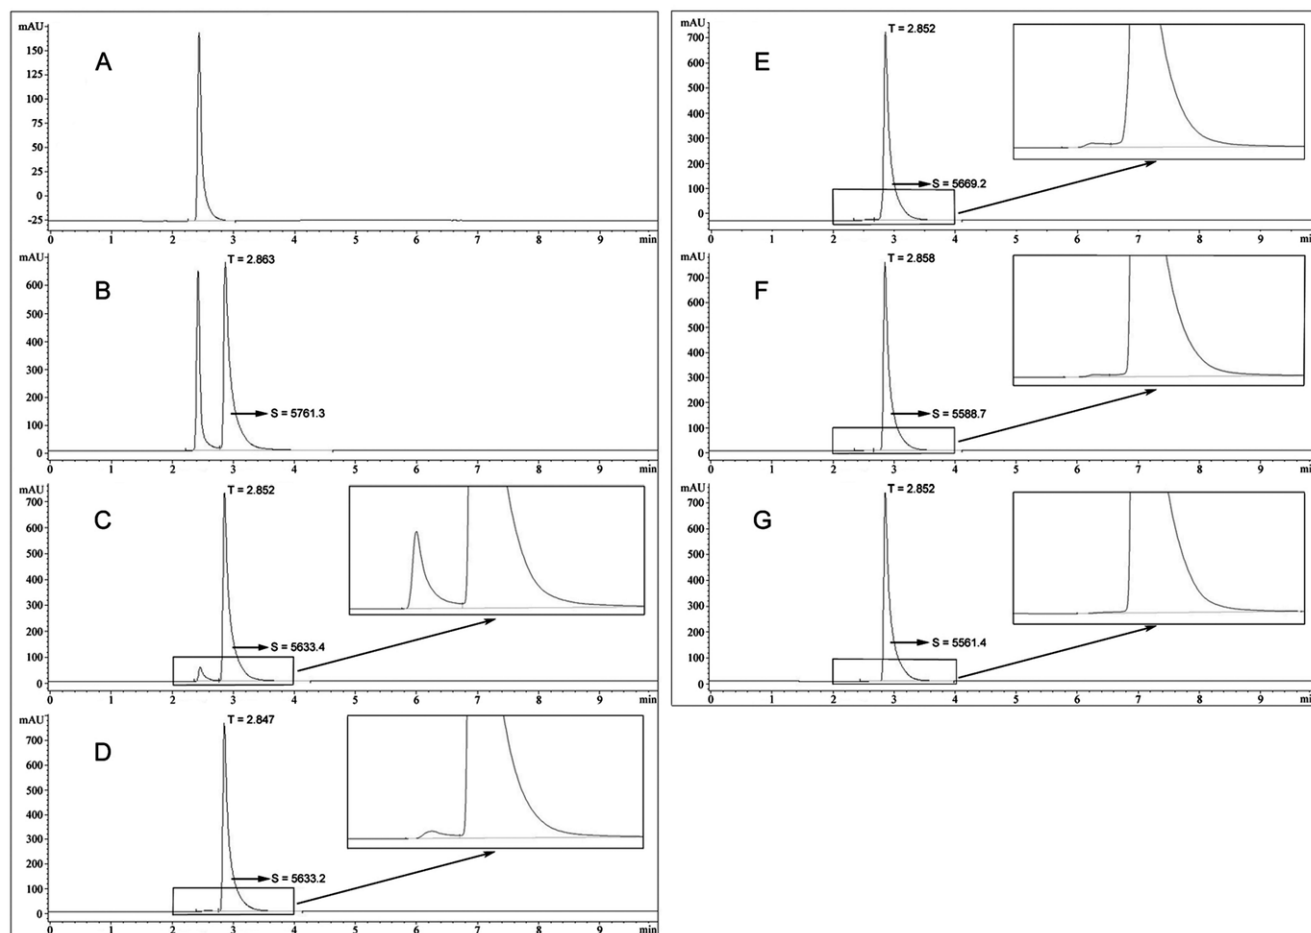 mAU
A
150
125
100
75
50
25
0
-25
0 1 2 3 4 5 6 7 8 9 min
mAU
T = 2.863
B
600
500
400
300
200
100
0
S = 5761.3
0 1 2 3 4 5 6 7 8 9 min
mAU
T = 2.852
C
700
600
500
400
300
200
100
0
S = 5633.4
0 1 2 3 4 5 6 7 8 9 min
mAU
T = 2.847
D
700
600
500
400
300
200
100
0
S = 5633.2
0 1 2 3 4 5 6 7 8 9 min
mAU
T = 2.852
E
700
600
500
400
300
200
100
0
S = 5669.2
0 1 2 3 4 5 6 7 8 9 mi
mAU
T = 2.858
F
700
600
500
400
300
200
100
0
S = 5588.7
0 1 2 3 4 5 6 7 8 9 mi
mAU
T = 2.852
G
700
600
500
400
300
200
100
0
S = 5561.4
0 1 2 3 4 5 6 7 8 9 mi